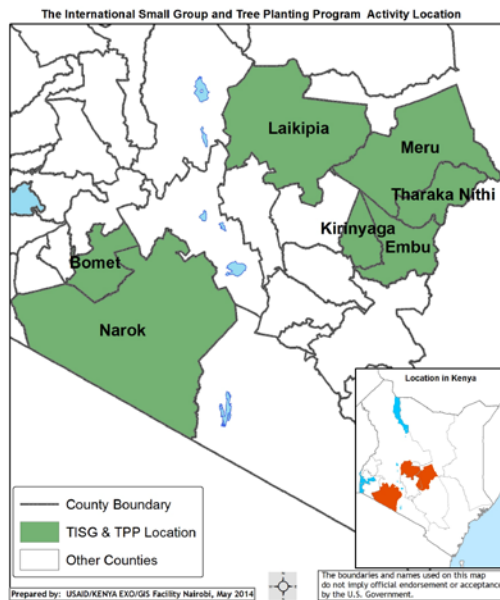 The International Small Group and Tree Planting Program Activity Location
Laikipia
Meru
Tharaka Nithi
Kirinyaga
Embu
Bomet
Narok
Location in Kenya
County Boundary
TISG & TPP Location
Other Counties
Prepared by: USAID/KENYA EXO/GIS Facility Nairobi, May 2014
The boundaries and names used on this map
do not imply official endorsement or acceptance
by the U.S. Government.